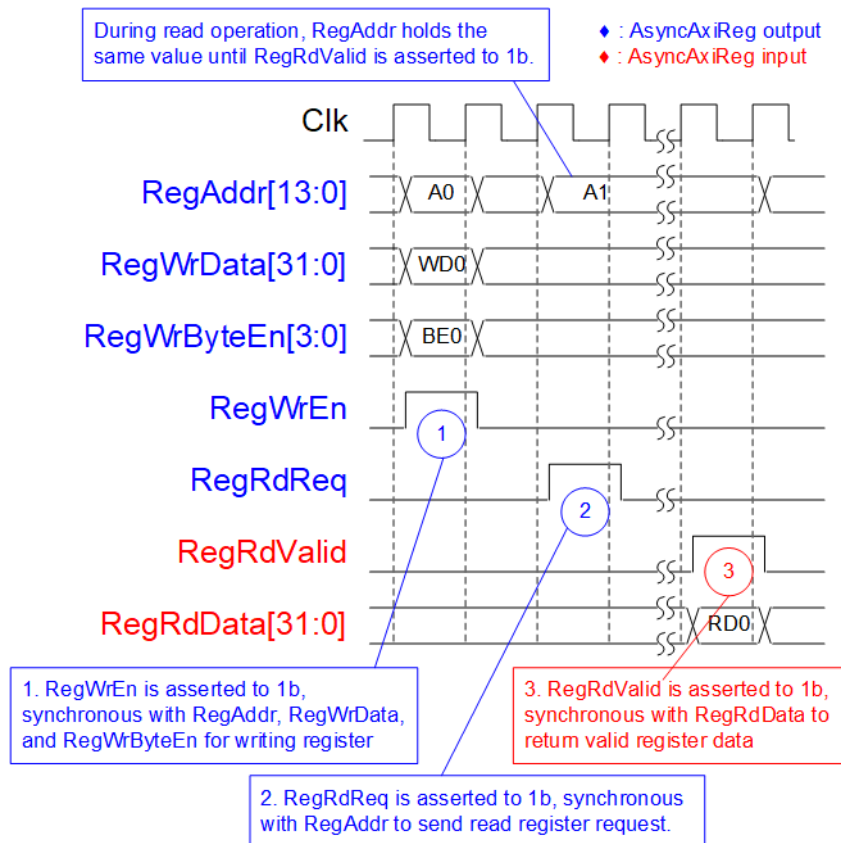 During read operation, RegAddr holds the
same value until RegRdValid is asserted to 1b.
♦ : AsyncAxiReg output
♦ : AsyncAxiReg input
Clk
RegAddr[13:0]
A0
A1
RegWrData[31:0]
WD0
RegWrByteEn[3:0]
BE0
RegWrEn
1
RegRdReq
2
RegRdValid
3
RegRdData[31:0]
RD0
1. RegWrEn is asserted to 1b,
synchronous with RegAddr, RegWrData,
and RegWrByteEn for writing register
3. RegRdValid is asserted to 1b,
synchronous with RegRdData to
return valid register data
2. RegRdReq is asserted to 1b, synchronous
with RegAddr to send read register request.